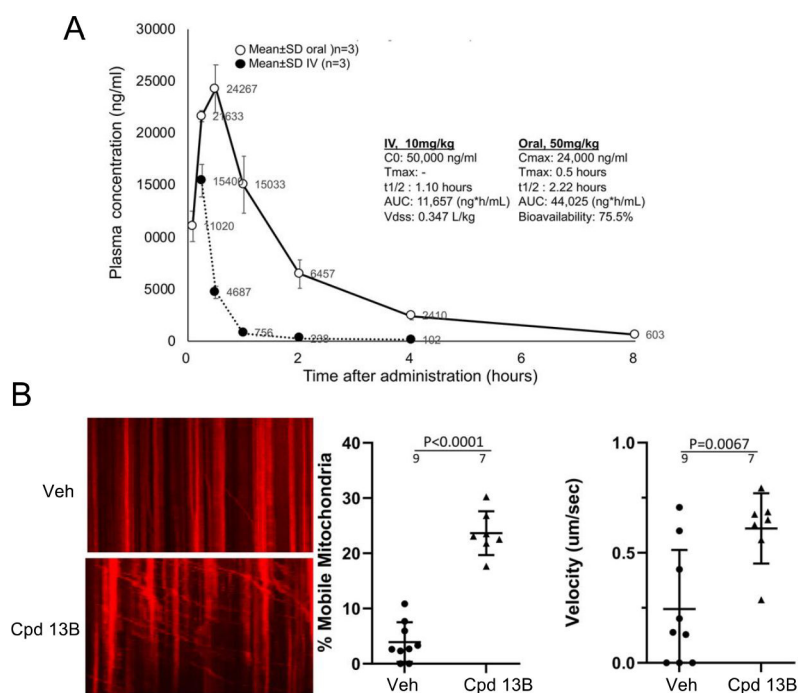 A
Plasma concentration (ng/ml)
30000
25000
20000
15000
0000
5000
0
Mean±SD oral )n=3)
Mean±SD IV (n=3)
24267
21633
15033
11020
6457
2410
603
4687
756
238
102
IV, 10mg/kg
C0: 50,000 ng/ml
Tmax: -
t1/2 : 1.10 hours
AUC: 11,657 (ng*h/mL)
Vdss: 0.347 L/kg
Oral, 50mg/kg
Cmax: 24,000 ng/ml
Tmax: 0.5 hours
t1/2 : 2.22 hours
AUC: 44,025 (ng*h/mL)
Bioavailability: 75.5%
0 2 4 6 8
Time after administration (hours)
B
Veh
Cpd 13B
% Mobile Mitochondria
40
30
20
10
0
P<0.0001
9 7
Veh Cpd 13B
Velocity (um/sec)
1.0
0.5
0.0
P=0.0067
9 7
Veh Cpd 13B